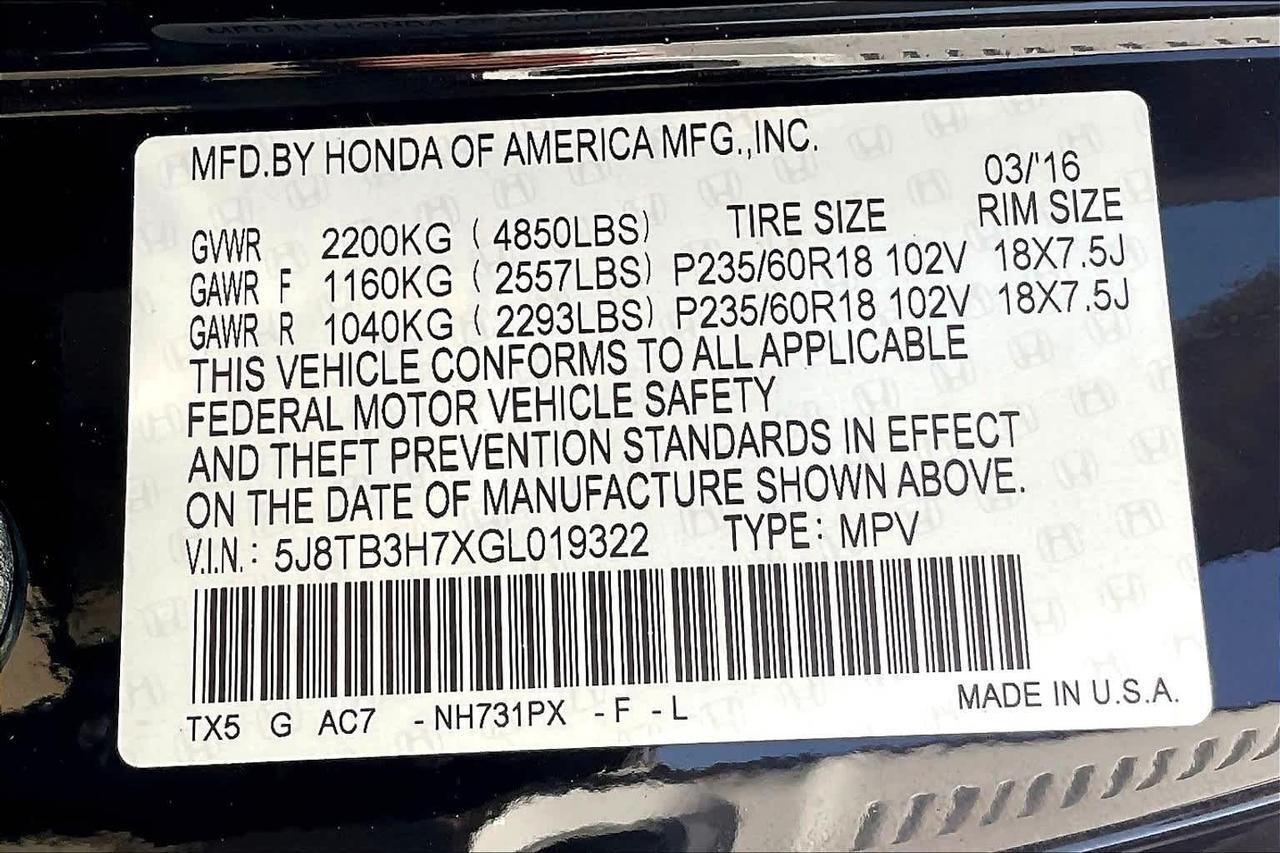 MFD.BY HONDA OF AMERICA MFG.,INC.
03/'16
GVWR 2200KG ( 4850LBS) TIRE SIZE RIM SIZE
GAWR F 1160KG ( 2557LBS) P235/60R18 102V 18X7.5J
GAWR R 1040KG ( 2293LBS) P235/60R18 102V 18X7.5J
THIS VEHICLE CONFORMS TO ALL APPLICABLE
FEDERAL MOTOR VEHICLE SAFETY
AND THEFT PREVENTION STANDARDS IN EFFECT
ON THE DATE OF MANUFACTURE SHOWN ABOVE.
V.I.N.: 5J8TB3H7XGL019322 TYPE: MPV
TX5 G AC7 -NH731PX -F -L MADE IN U.S.A.